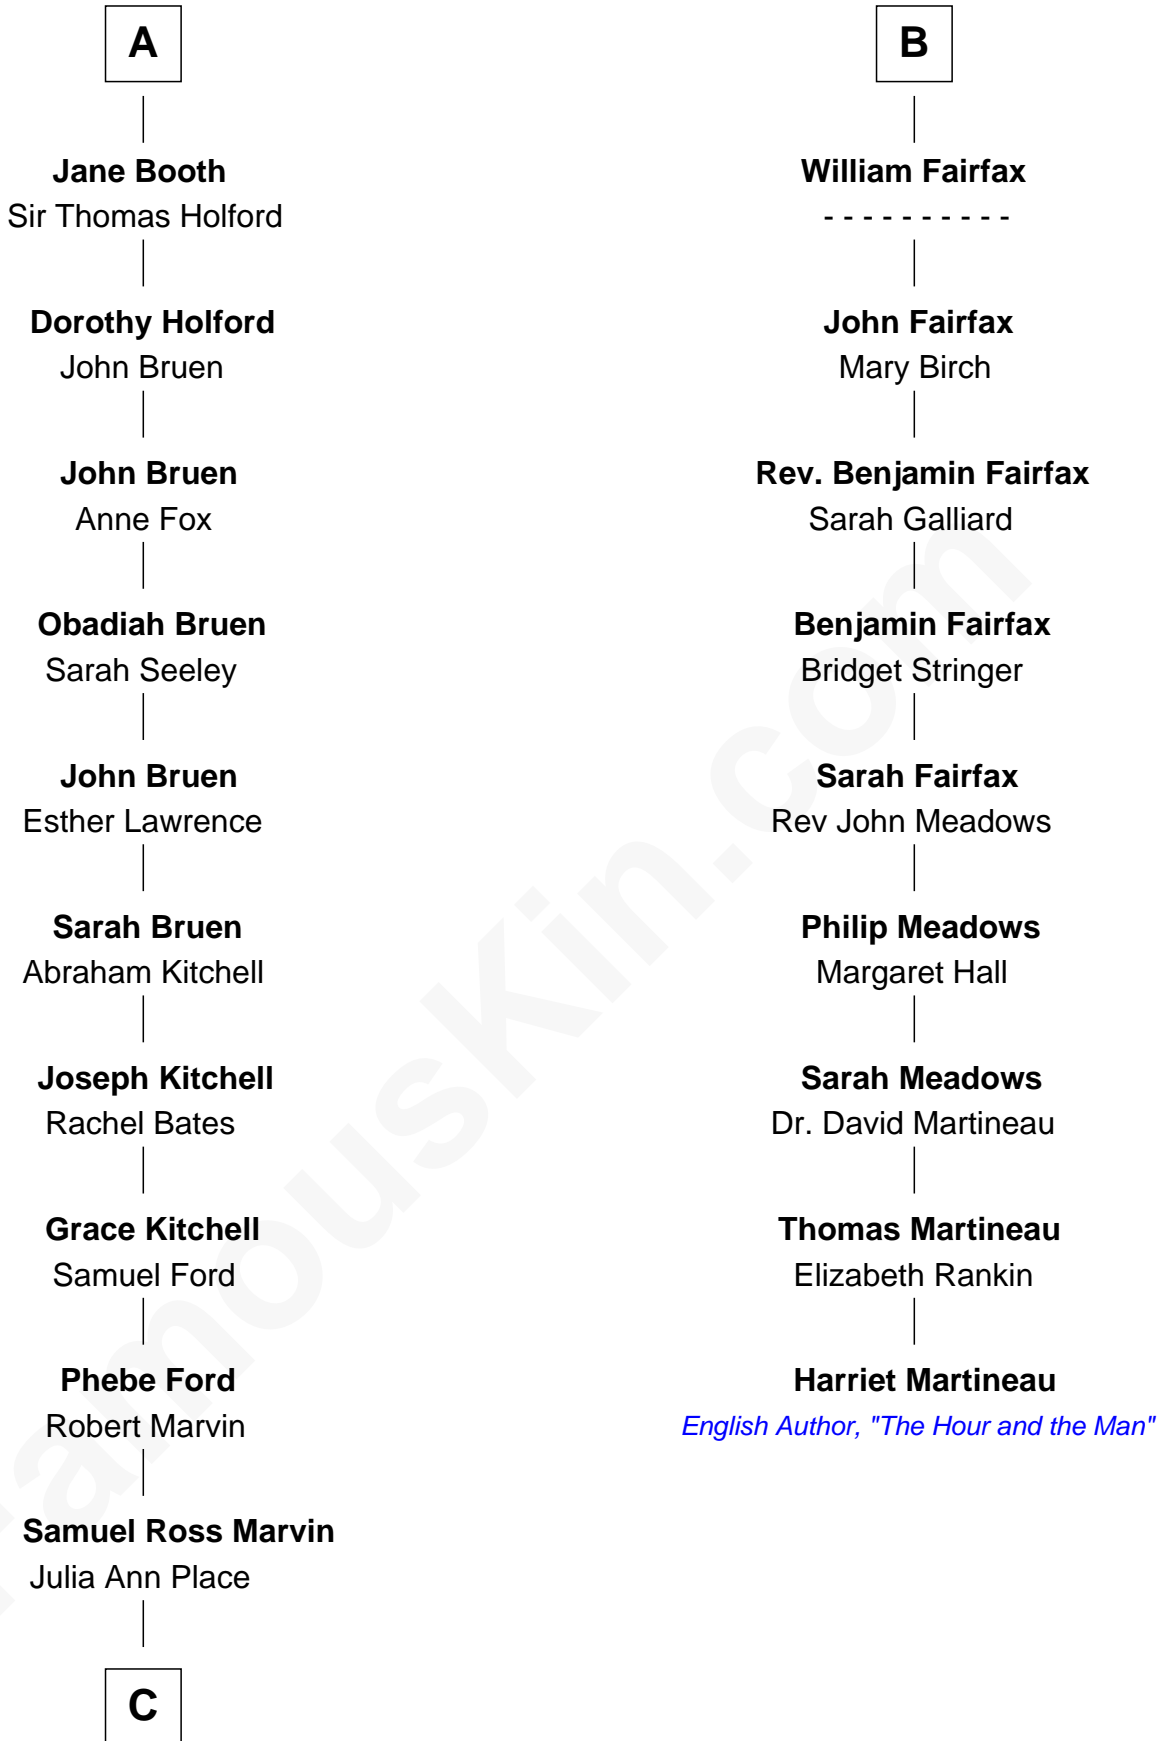 A
Jane Booth
Sir Thomas Holford
Dorothy Holford
John Bruen
John Bruen
Anne Fox
Obadiah Bruen
Sarah Seeley
John Bruen
Esther Lawrence
Sarah Bruen
Abraham Kitchell
Joseph Kitchell
Rachel Bates
Grace Kitchell
Samuel Ford
Phebe Ford
Robert Marvin
Samuel Ross Marvin
Julia Ann Place
C
B
William Fairfax
- - - - - - - - - -
John Fairfax
Mary Birch
Rev. Benjamin Fairfax
Sarah Galliard
Benjamin Fairfax
Bridget Stringer
Sarah Fairfax
Rev John Meadows
Philip Meadows
Margaret Hall
Sarah Meadows
Dr. David Martineau
Thomas Martineau
Elizabeth Rankin
Harriet Martineau
English Author, "The Hour and the Man"
FamousKin.com